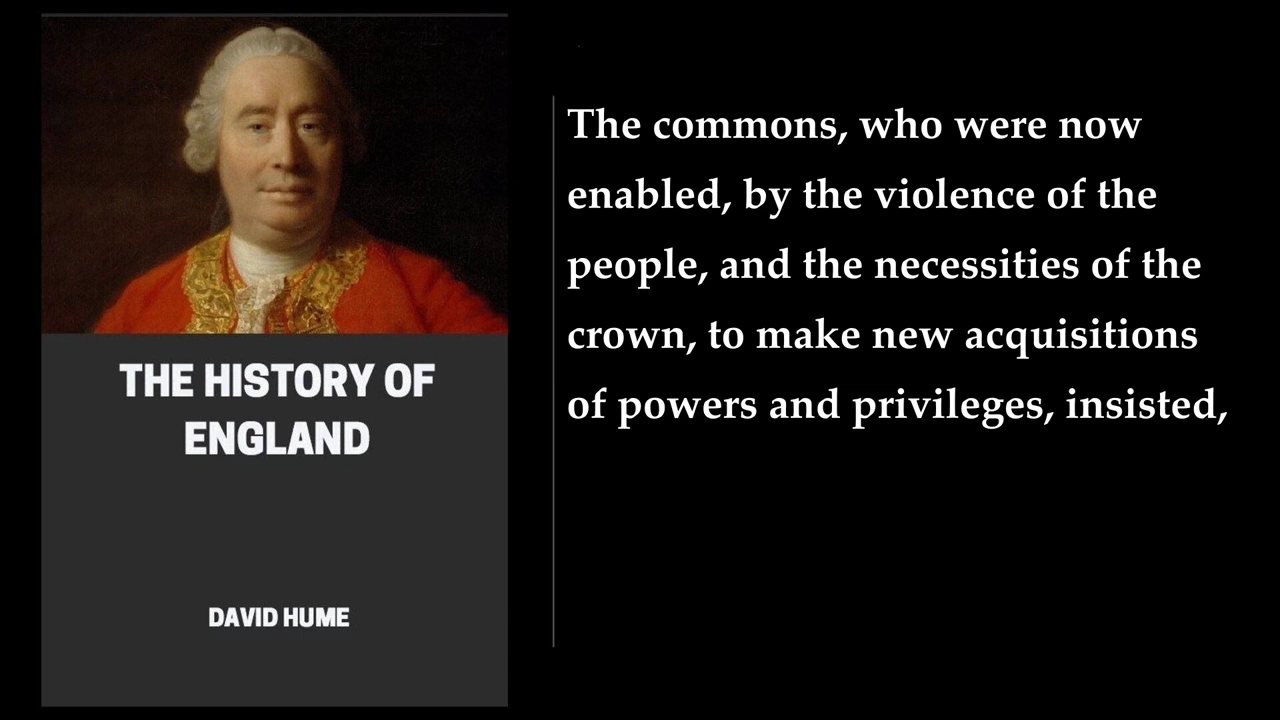 THE HISTORY OF
ENGLAND
DAVID HUME
The commons, who were now
enabled, by the violence of the
people, and the necessities of the
crown, to make new acquisitions
of powers and privileges, insisted,